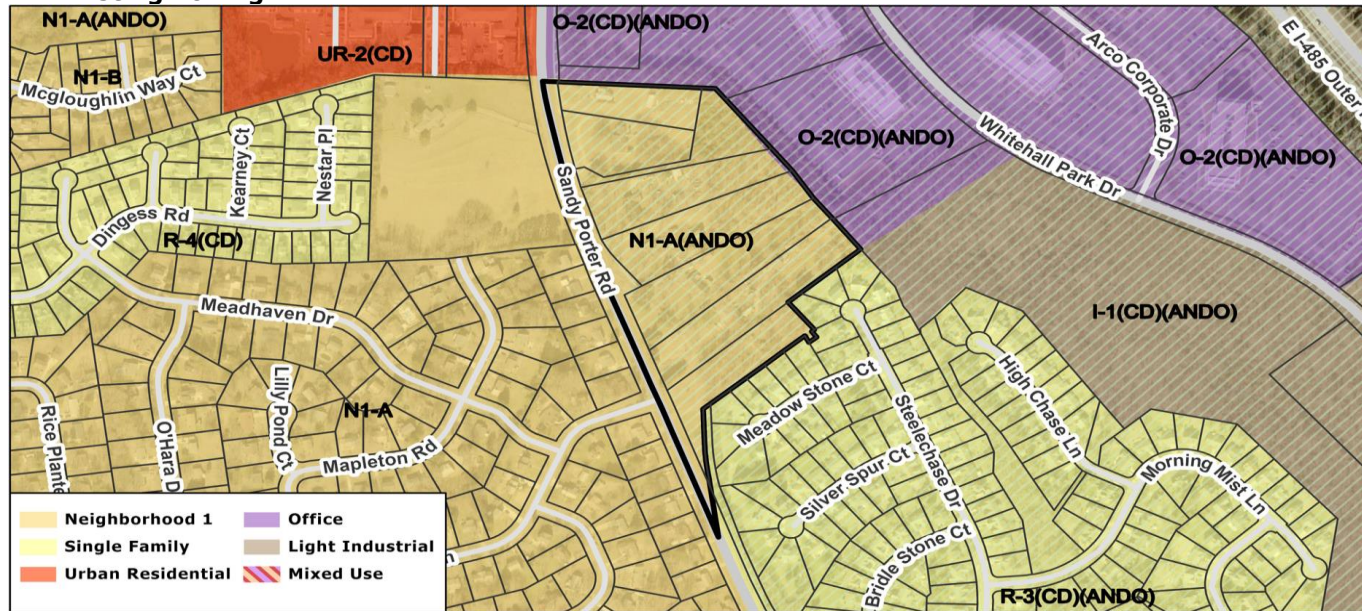 N1-A(ANDO)
UR-2(CD)
O-2(CD)(ANDO)
Arco Corporate Dr
E I-485 Outer
N1-B
Mcgloughlin Way Ct
Kearney Ct
Nestar Pl
O-2(CD)(ANDO)
Whitehall Park Dr
O-2(CD)(ANDO)
Sandy Porter Rd
Dingess Rd
R-4(CD)
N1-A(ANDO)
Meadhaven Dr
I-1(CD)(ANDO)
Lilly Pond Ct
N1-A
Rice Plante
O'Hara D
Mapleton Rd
Meadow Stone Ct
Steelechase Dr
High Chase Ln
Silver Spur Ct
Morning Mist Ln
Bridle Stone Ct
R-3(CD)(ANDO)
Neighborhood 1
Office
Single Family
Light Industrial
Urban Residential
Mixed Use